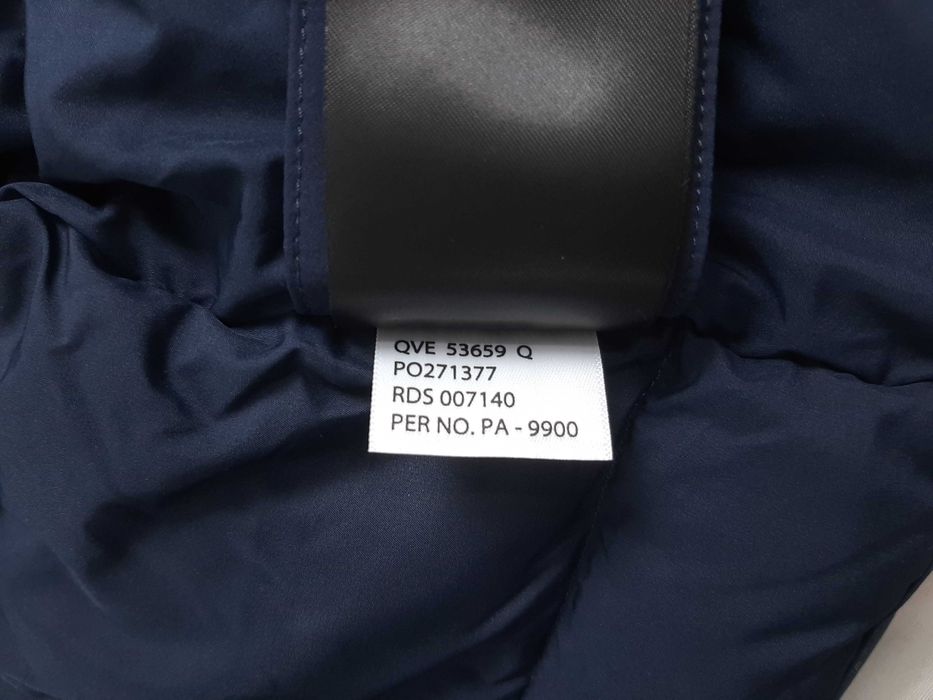 QVE 53659 Q
PO271377
RDS 007140
PER NO. PA - 9900